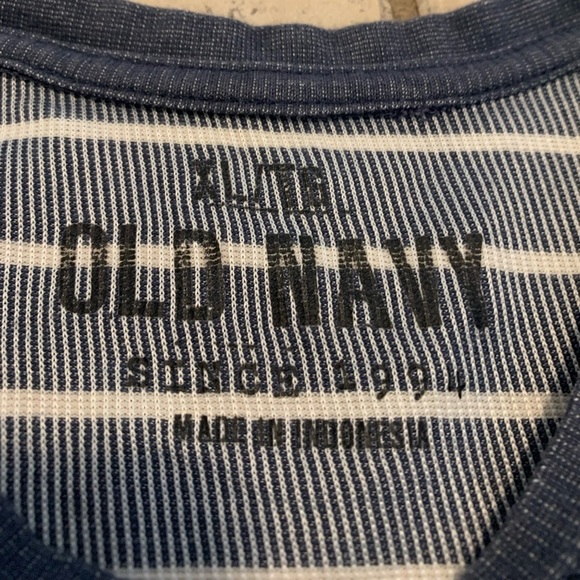 XL/TG
OLD NAVY
SINCE 1994
MADE IN INDONESIA